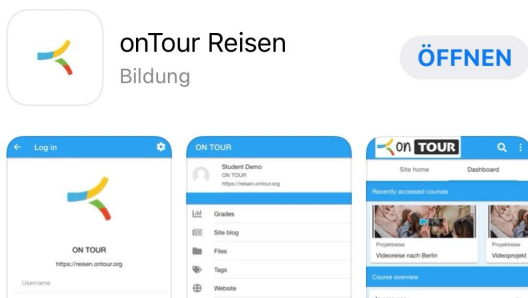 onTour Reisen
Bildung
ÖFFNEN
Log in
ON TOUR
https://reisen.ontour.org
Username
ON TOUR
Student Demo
ON TOUR
https://reisen.ontour.org
Grades
Site blog
Files
Tags
Website
ON TOUR
Site home
Dashboard
Recently accessed courses
Projektreise
Videoreise nach Berlin
Projektreise
Videoprojekt
Course overview